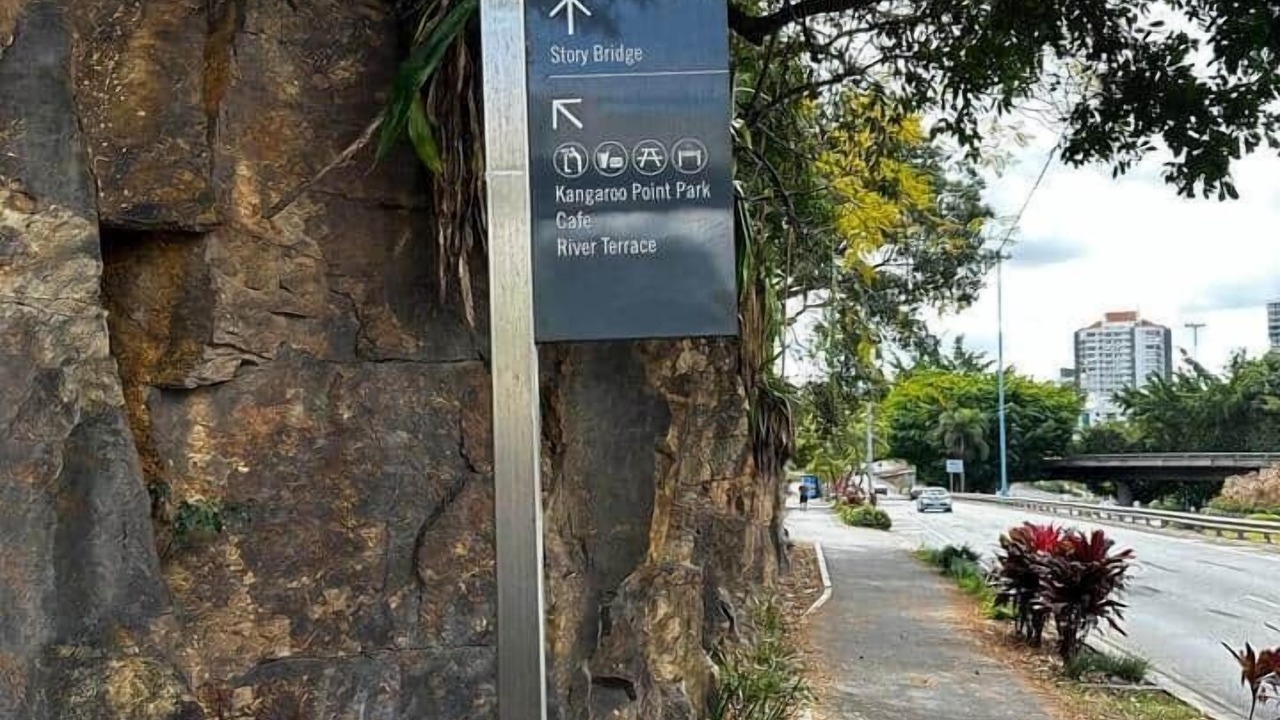 Story Bridge
Kangaroo Point Park
Cafe
River Terrace